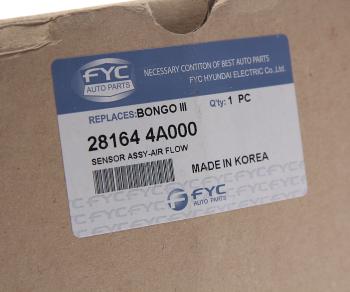 FYC
AUTO PARTS
NECESSARY CONTITON OF BEST AUTO PARTS
FYC HYUNDAI ELECTRIC Co.,Ltd.
REPLACES:BONGO III
Q'ty: 1 PC
28164 4A000
SENSOR ASSY-AIR FLOW
MADE IN KOREA
FYC
AUTO PARTS